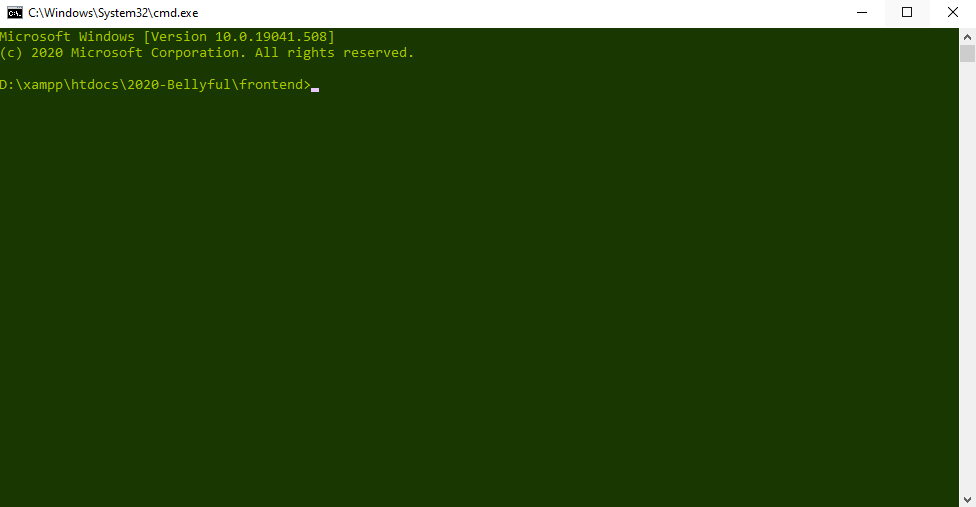 C:\Windows\System32\cmd.exe
Microsoft Windows [Version 10.0.19041.508]
(c) 2020 Microsoft Corporation. All rights reserved.
D:\xampp\htdocs\2020-Bellyful\frontend>